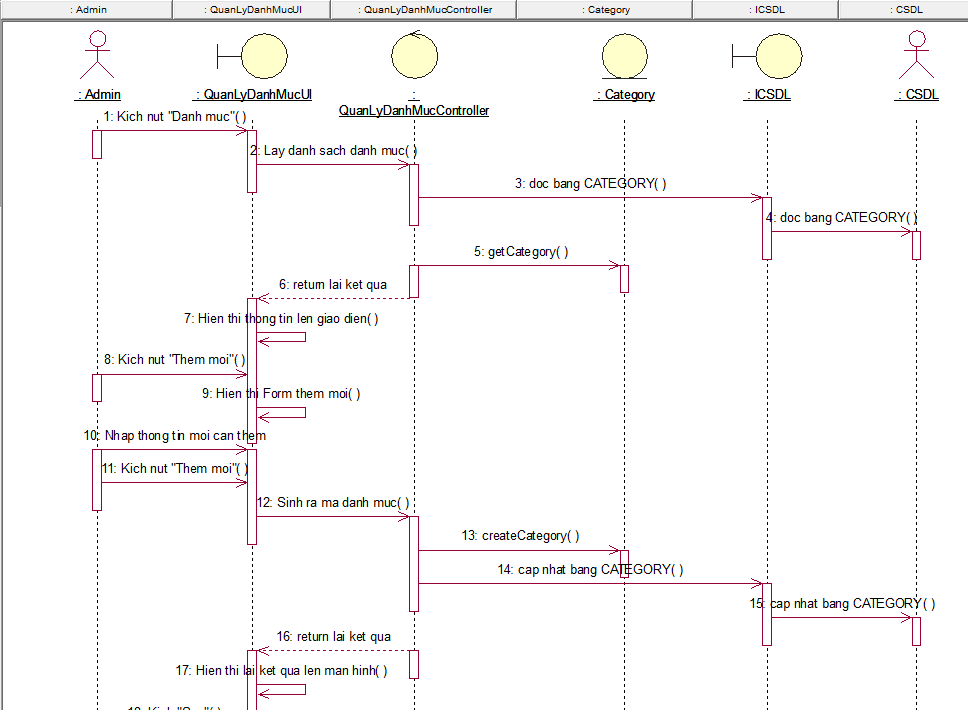 : Admin
: QuanLyDanhMucUI
: QuanLyDanhMucController
: Category
: ICSDL
: CSDL
: Admin
: QuanLyDanhMucUI
:
QuanLyDanhMucController
: Category
: ICSDL
: CSDL
1: Kich nut "Danh muc"( )
2: Lay danh sach danh muc( )
3: doc bang CATEGORY( )
4: doc bang CATEGORY( )
5: getCategory( )
6: return lai ket qua
7: Hien thi thong tin len giao dien( )
8: Kich nut "Them moi"( )
9: Hien thi Form them moi( )
10: Nhap thong tin moi can them
11: Kich nut "Them moi"( )
12: Sinh ra ma danh muc( )
13: createCategory( )
14: cap nhat bang CATEGORY( )
15: cap nhat bang CATEGORY( )
16: return lai ket qua
17: Hien thi lai ket qua len man hinh( )